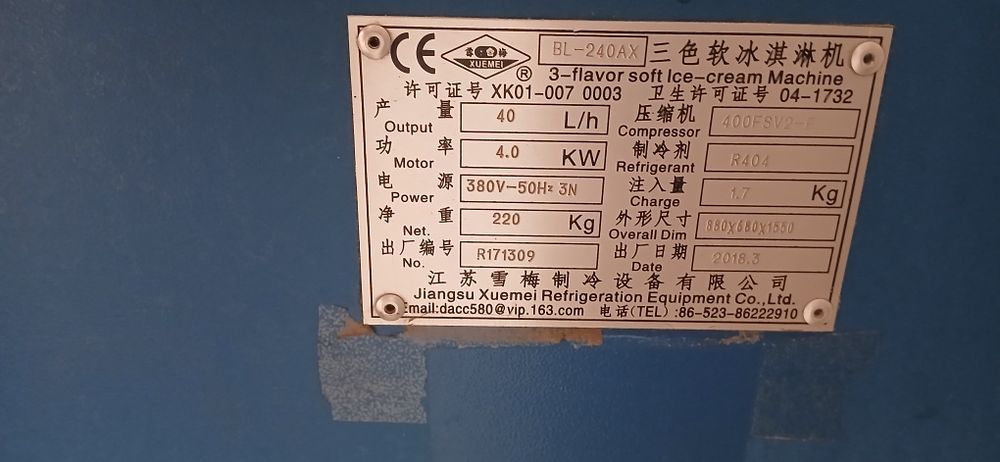 CE 雪梅 XUEMEI ® BL-240AX 三色软冰淇淋机
3-flavor soft Ice-cream Machine
许可证号 XK01-007 0003 卫生许可证号 04-1732
产量 Output 40 L/h 压缩机 Compressor 400FSV2-
功率 Motor 4.0 KW 制冷剂 Refrigerant R404
电源 Power 380V-50Hz 3N 注入量 Charge 1.7 Kg
净重 Net. 220 Kg 外形尺寸 Overall Dim 880X680X1550
出厂编号 No. R171309 出厂日期 Date 2018.3
江苏雪梅制冷设备有限公司
Jiangsu Xuemei Refrigeration Equipment Co.,Ltd.
Email:dacc580@vip.163.com 电话(TEL) :86-523-86222910